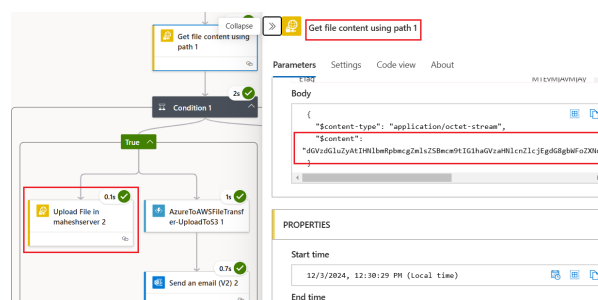 Collapse
Get file content using
path 1
2s
Condition 1
True
0.1s
Upload File in
maheshserver 2
1s
AzureToAWSFileTransf
er-UploadToS3 1
0.7s
Send an email (V2) 2
Get file content using path 1
Parameters Settings Code view About
ETag
Body
{
"$content-type": "application/octet-stream",
"$content":
}
PROPERTIES
Start time
12/3/2024, 12:30:29 PM (Local time)
End time